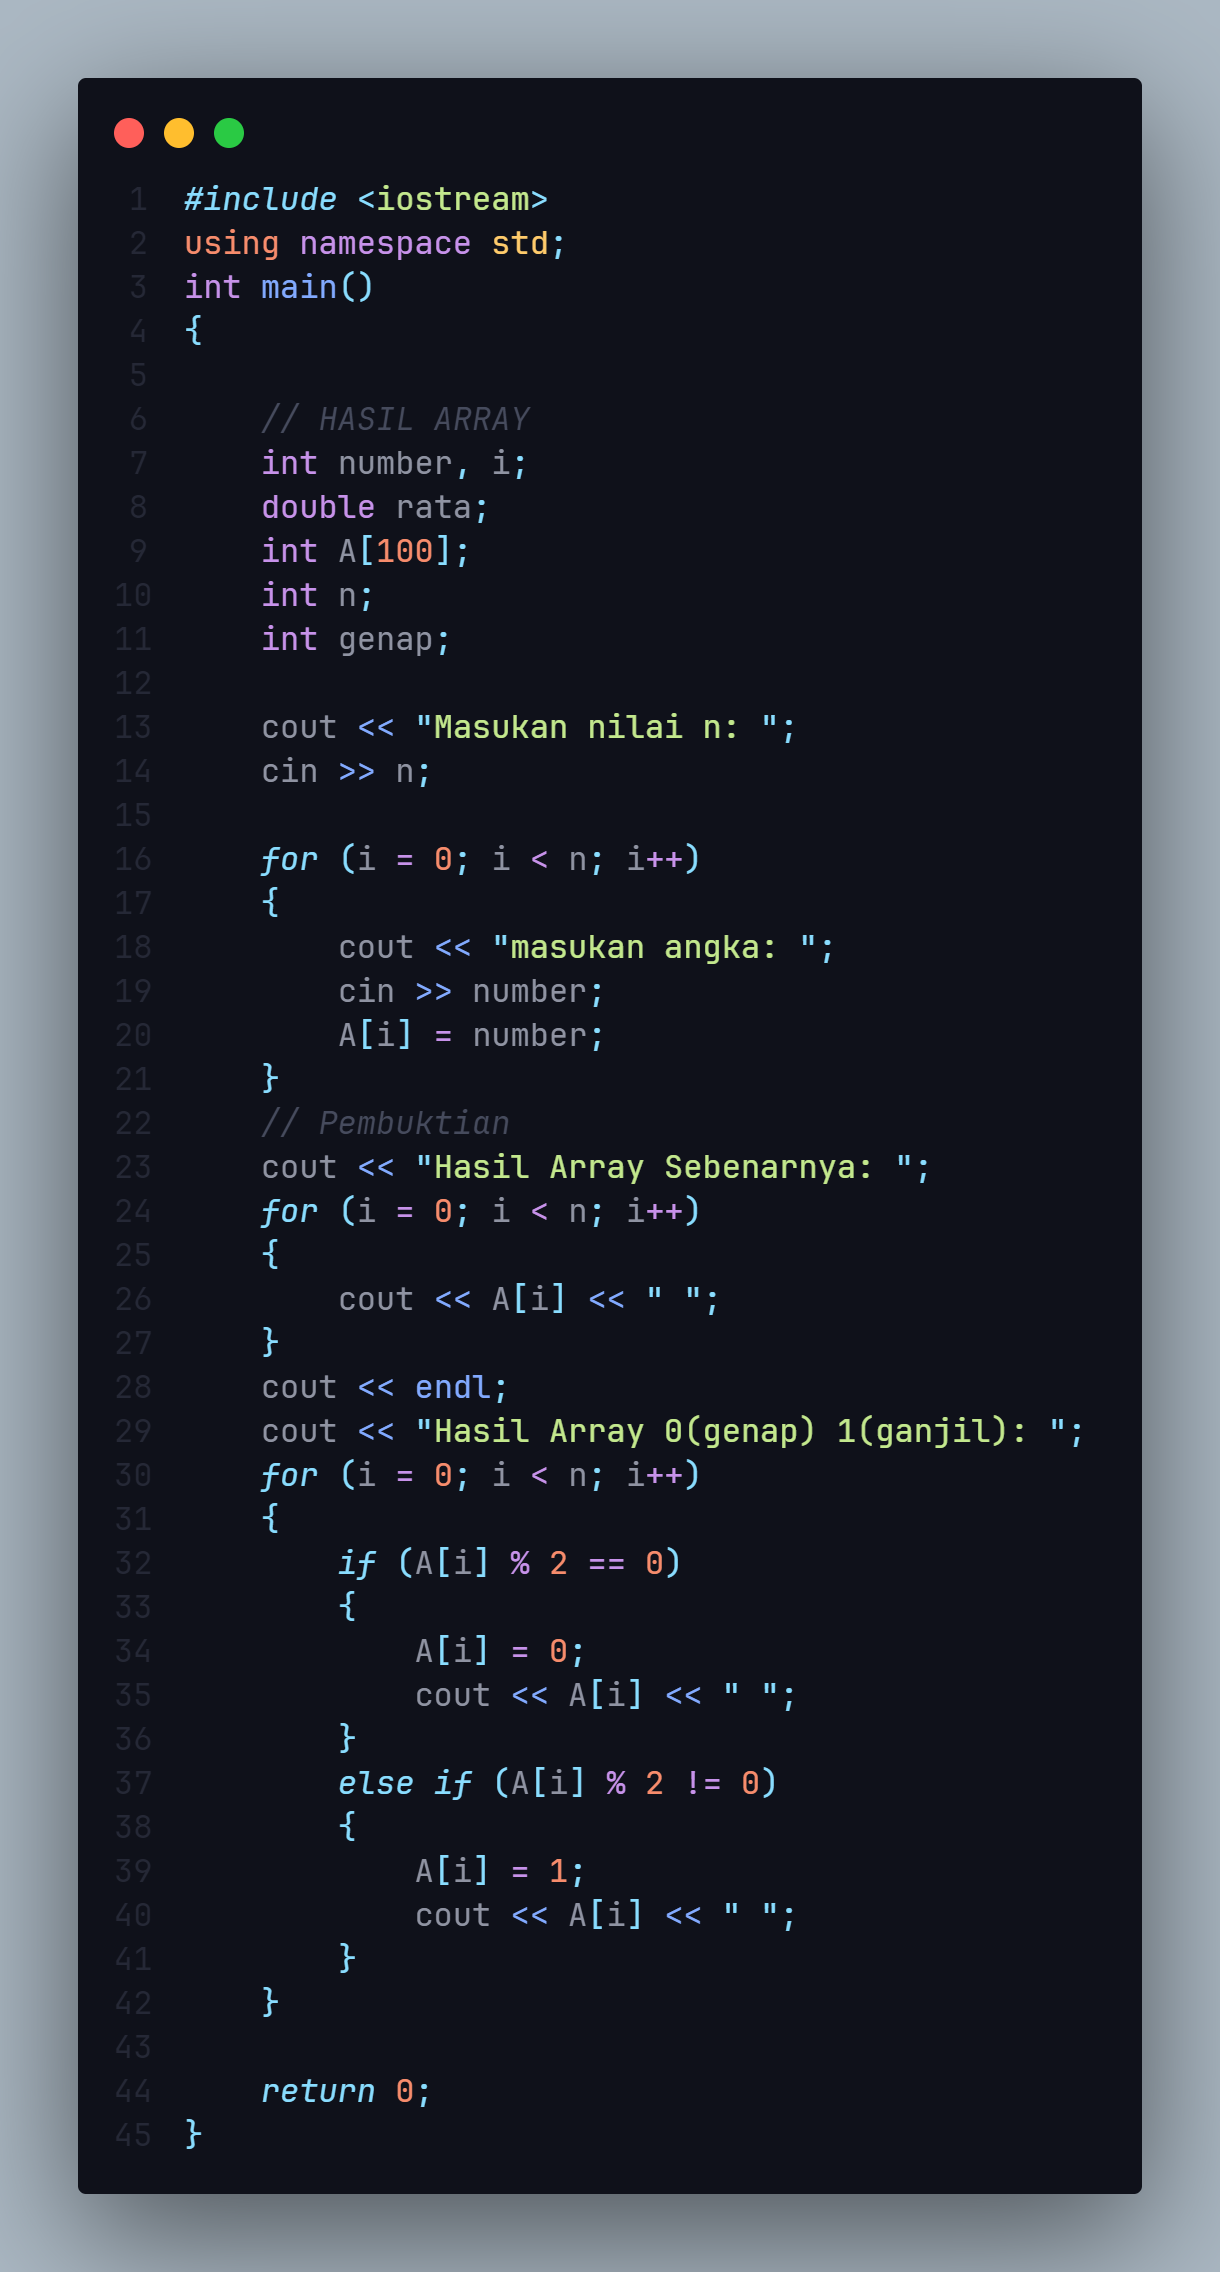 1 #include <iostream>
2 using namespace std;
3 int main()
4 {
5
6     // HASIL ARRAY
7     int number, i;
8     double rata;
9     int A[100];
10     int n;
11     int genap;
12
13     cout << "Masukan nilai n: ";
14     cin >> n;
15
16     for (i = 0; i < n; i++)
17     {
18         cout << "masukan angka: ";
19         cin >> number;
20         A[i] = number;
21     }
22     // Pembuktian
23     cout << "Hasil Array Sebenarnya: ";
24     for (i = 0; i < n; i++)
25     {
26         cout << A[i] << " ";
27     }
28     cout << endl;
29     cout << "Hasil Array 0(genap) 1(ganjil): ";
30     for (i = 0; i < n; i++)
31     {
32         if (A[i] % 2 == 0)
33         {
34             A[i] = 0;
35             cout << A[i] << " ";
36         }
37         else if (A[i] % 2 != 0)
38         {
39             A[i] = 1;
40             cout << A[i] << " ";
41         }
42     }
43
44     return 0;
45 }